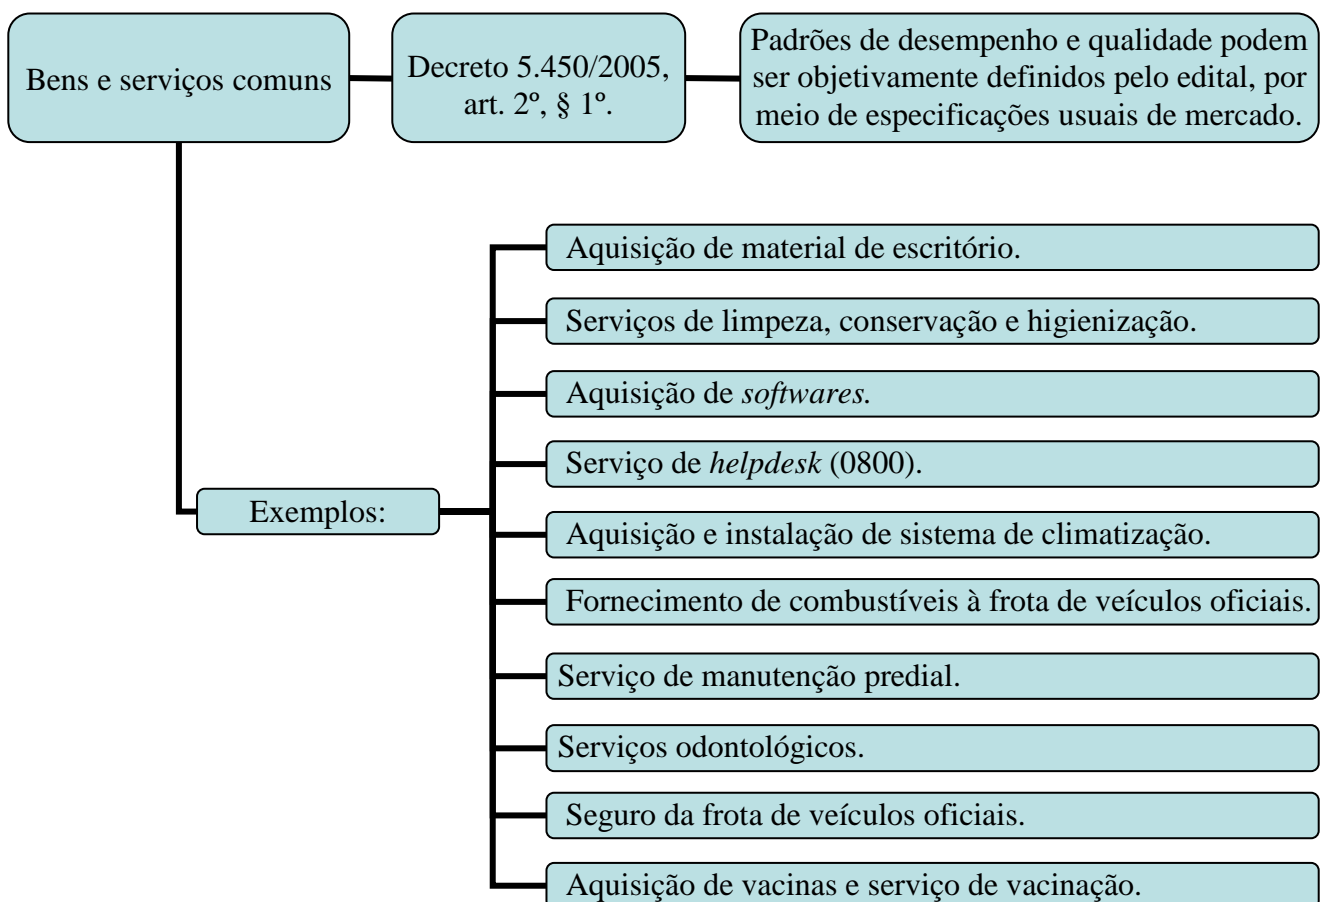 Bens e serviços comuns
Decreto 5.450/2005,
art. 2º, § 1º.
Padrões de desempenho e qualidade podem
ser objetivamente definidos pelo edital, por
meio de especificações usuais de mercado.
Exemplos:
Aquisição de material de escritório.
Serviços de limpeza, conservação e higienização.
Aquisição de softwares.
Serviço de helpdesk (0800).
Aquisição e instalação de sistema de climatização.
Fornecimento de combustíveis à frota de veículos oficiais.
Serviço de manutenção predial.
Serviços odontológicos.
Seguro da frota de veículos oficiais.
Aquisição de vacinas e serviço de vacinação.